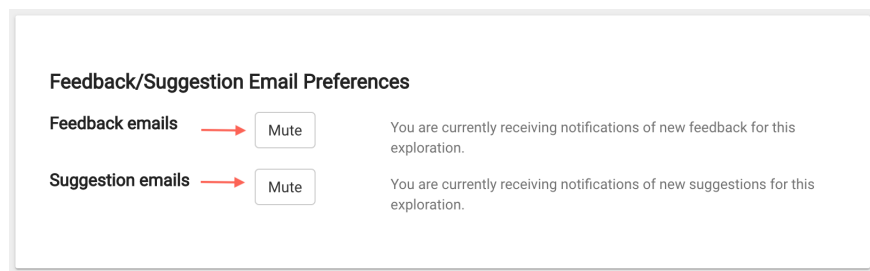 Feedback/Suggestion Email Preferences
Feedback emails
Mute
You are currently receiving notifications of new feedback for this
exploration.
Suggestion emails
Mute
You are currently receiving notifications of new suggestions for this
exploration.